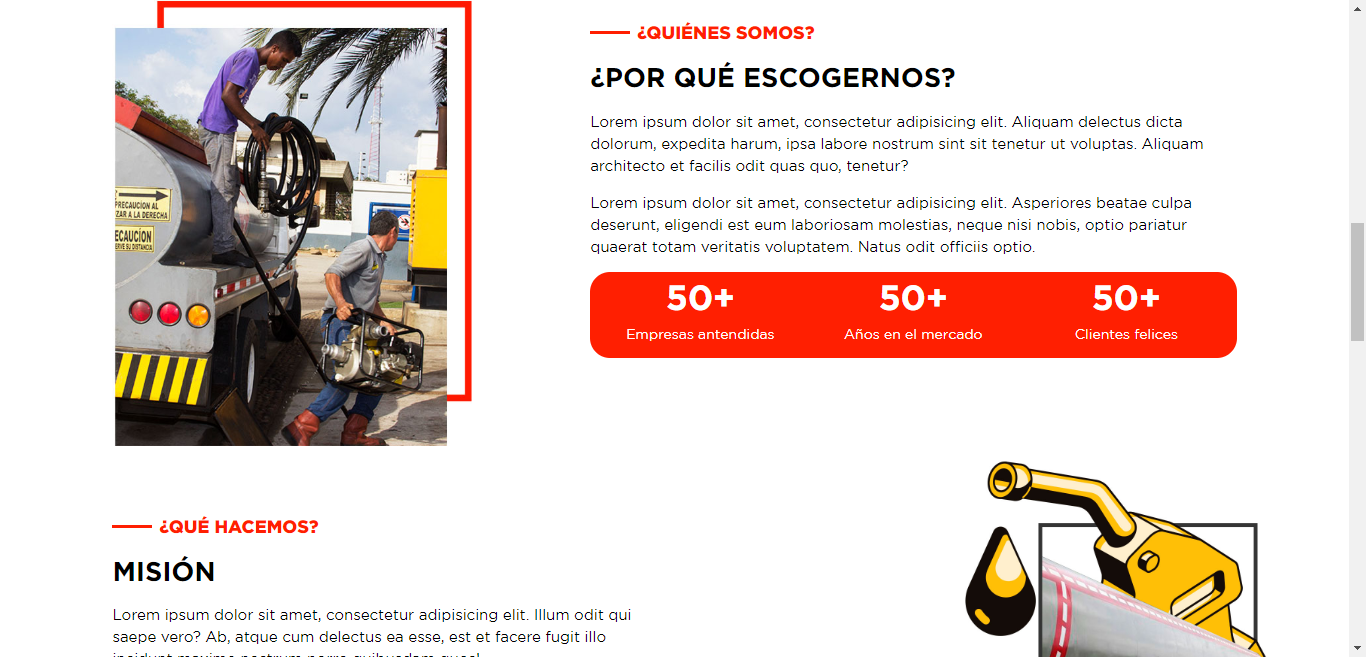 ¿QUIÉNES SOMOS?
¿POR QUÉ ESCOGERNOS?
Lorem ipsum dolor sit amet, consectetur adipisicing elit. Aliquam delectus dicta
dolorum, expedita harum, ipsa labore nostrum sint sit tenetur ut voluptas. Aliquam
architecto et facilis odit quas quo, tenetur?
Lorem ipsum dolor sit amet, consectetur adipisicing elit. Asperiores beatae culpa
deserunt, eligendi est eum laboriosam molestias, neque nisi nobis, optio pariatur
quaerat totam veritatis voluptatem. Natus odit officiis optio.
50+ 50+ 50+
Empresas antendidas Años en el mercado Clientes felices
PRECAUCIÓN AL
ZAR A LA DERECHA
ECAUCIÓN
ERVE SU DISTANCIA
¿QUÉ HACEMOS?
MISIÓN
Lorem ipsum dolor sit amet, consectetur adipisicing elit. Illum odit qui
saepe vero? Ab, atque cum delectus ea esse, est et facere fugit illo